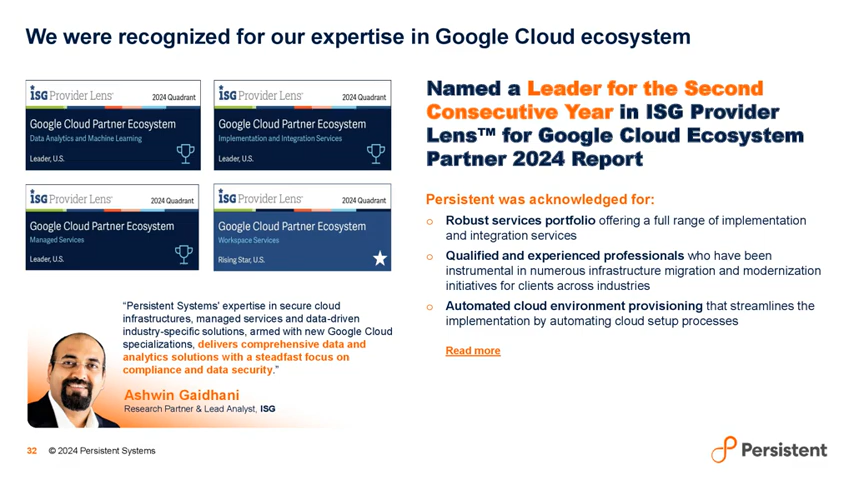 We were recognized for our expertise in Google Cloud ecosystem
ISG Provider Lens™ 2024 Quadrant
Google Cloud Partner Ecosystem
Data Analytics and Machine Learning
Leader, U.S.
ISG Provider Lens™ 2024 Quadrant
Google Cloud Partner Ecosystem
Implementation and Integration Services
Leader, U.S.
ISG Provider Lens™ 2024 Quadrant
Google Cloud Partner Ecosystem
Managed Services
Leader, U.S.
ISG Provider Lens™ 2024 Quadrant
Google Cloud Partner Ecosystem
Workspace Services
Rising Star, U.S.
“Persistent Systems' expertise in secure cloud
infrastructures, managed services and data-driven
industry-specific solutions, armed with new Google Cloud
specializations, delivers comprehensive data and
analytics solutions with a steadfast focus on
compliance and data security.”
Ashwin Gaidhani
Research Partner & Lead Analyst, ISG
Named a Leader for the Second
Consecutive Year in ISG Provider
Lens™ for Google Cloud Ecosystem
Partner 2024 Report
Persistent was acknowledged for:
o Robust services portfolio offering a full range of implementation
and integration services
o Qualified and experienced professionals who have been
instrumental in numerous infrastructure migration and modernization
initiatives for clients across industries
o Automated cloud environment provisioning that streamlines the
implementation by automating cloud setup processes
Read more
32 © 2024 Persistent Systems
Persistent